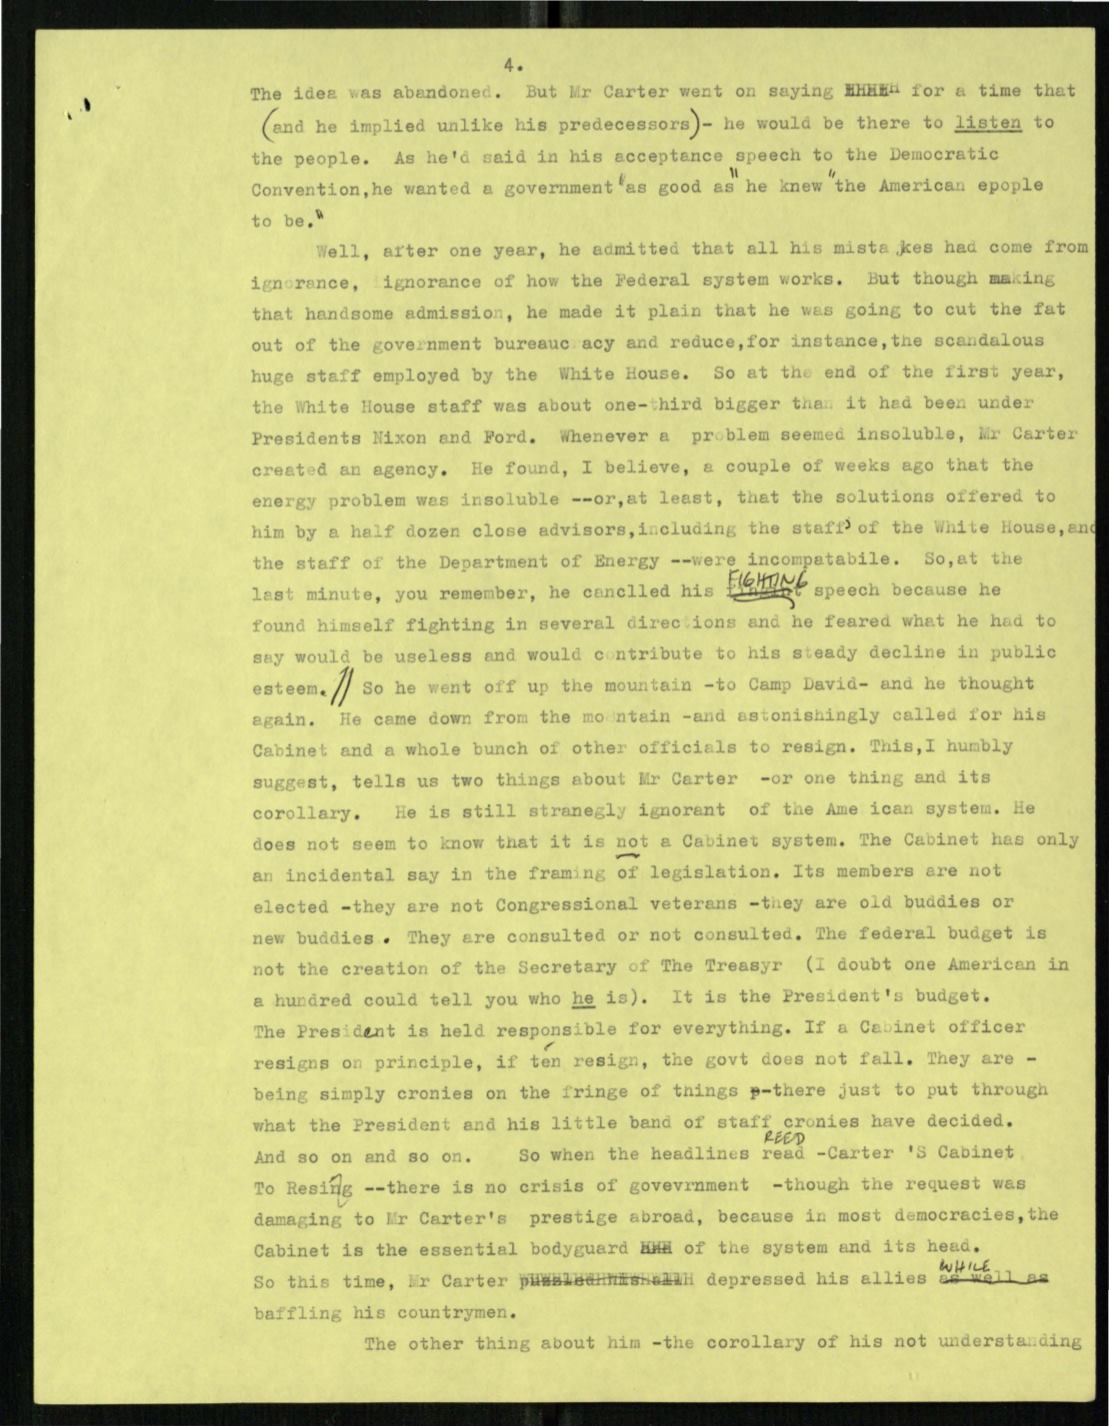 4.
The idea was abandoned. But Mr Carter went on saying for a time that
(and he implied unlike his predecessors)- he would be there to listen to
the people. As he'd said in his acceptance speech to the Democratic
Convention,he wanted a government "as good as" he knew "the American epople
to be."
Well, after one year, he admitted that all his mista kes had come from
ignorance, ignorance of how the Federal system works. But though making
that handsome admission, he made it plain that he was going to cut the fat
out of the government bureauc acy and reduce,for instance,the scandalous
huge staff employed by the White House. So at the end of the first year,
the White House staff was about one-third bigger than it had been under
Presidents Nixon and Ford. Whenever a problem seemed insoluble, Mr Carter
created an agency. He found, I believe, a couple of weeks ago that the
energy problem was insoluble --or,at least, that the solutions offered to
him by a half dozen close advisors,including the staff) of the White House,and
the staff of the Department of Energy --were incompatabile. So,at the
last minute, you remember, he canclled his FIGHTING speech because he
found himself fighting in several directions and he feared what he had to
say would be useless and would contribute to his steady decline in public
esteem.// So he went off up the mountain -to Camp David- and he thought
again. He came down from the mo ntain -and astonishingly called for his
Cabinet and a whole bunch of other officials to resign. This,I humbly
suggest, tells us two things about Mr Carter -or one thing and its
corollary. He is still stranegly ignorant of the Ame ican system. He
does not seem to know that it is not a Cabinet system. The Cabinet has only
an incidental say in the framing of legislation. Its members are not
elected -they are not Congressional veterans -they are old buddies or
new buddies. They are consulted or not consulted. The federal budget is
not the creation of the Secretary of The Treasyr (I doubt one American in
a hundred could tell you who he is). It is the President's budget.
The President is held responsible for everything. If a Cabinet officer
resigns on principle, if ten resign, the govt does not fall. They are -
being simply cronies on the fringe of things p-there just to put through
what the President and his little band of staff cronies have decided.
REED
And so on and so on. So when the headlines read -Carter 'S Cabinet
To Resing --there is no crisis of govevrnment -though the request was
damaging to Mr Carter's prestige abroad, because in most democracies,the
Cabinet is the essential bodyguard of the system and its head.
So this time, Mr Carter puzzled his all depressed his allies WHILE as well as
baffling his countrymen.
The other thing about him -the corollary of his not understanding